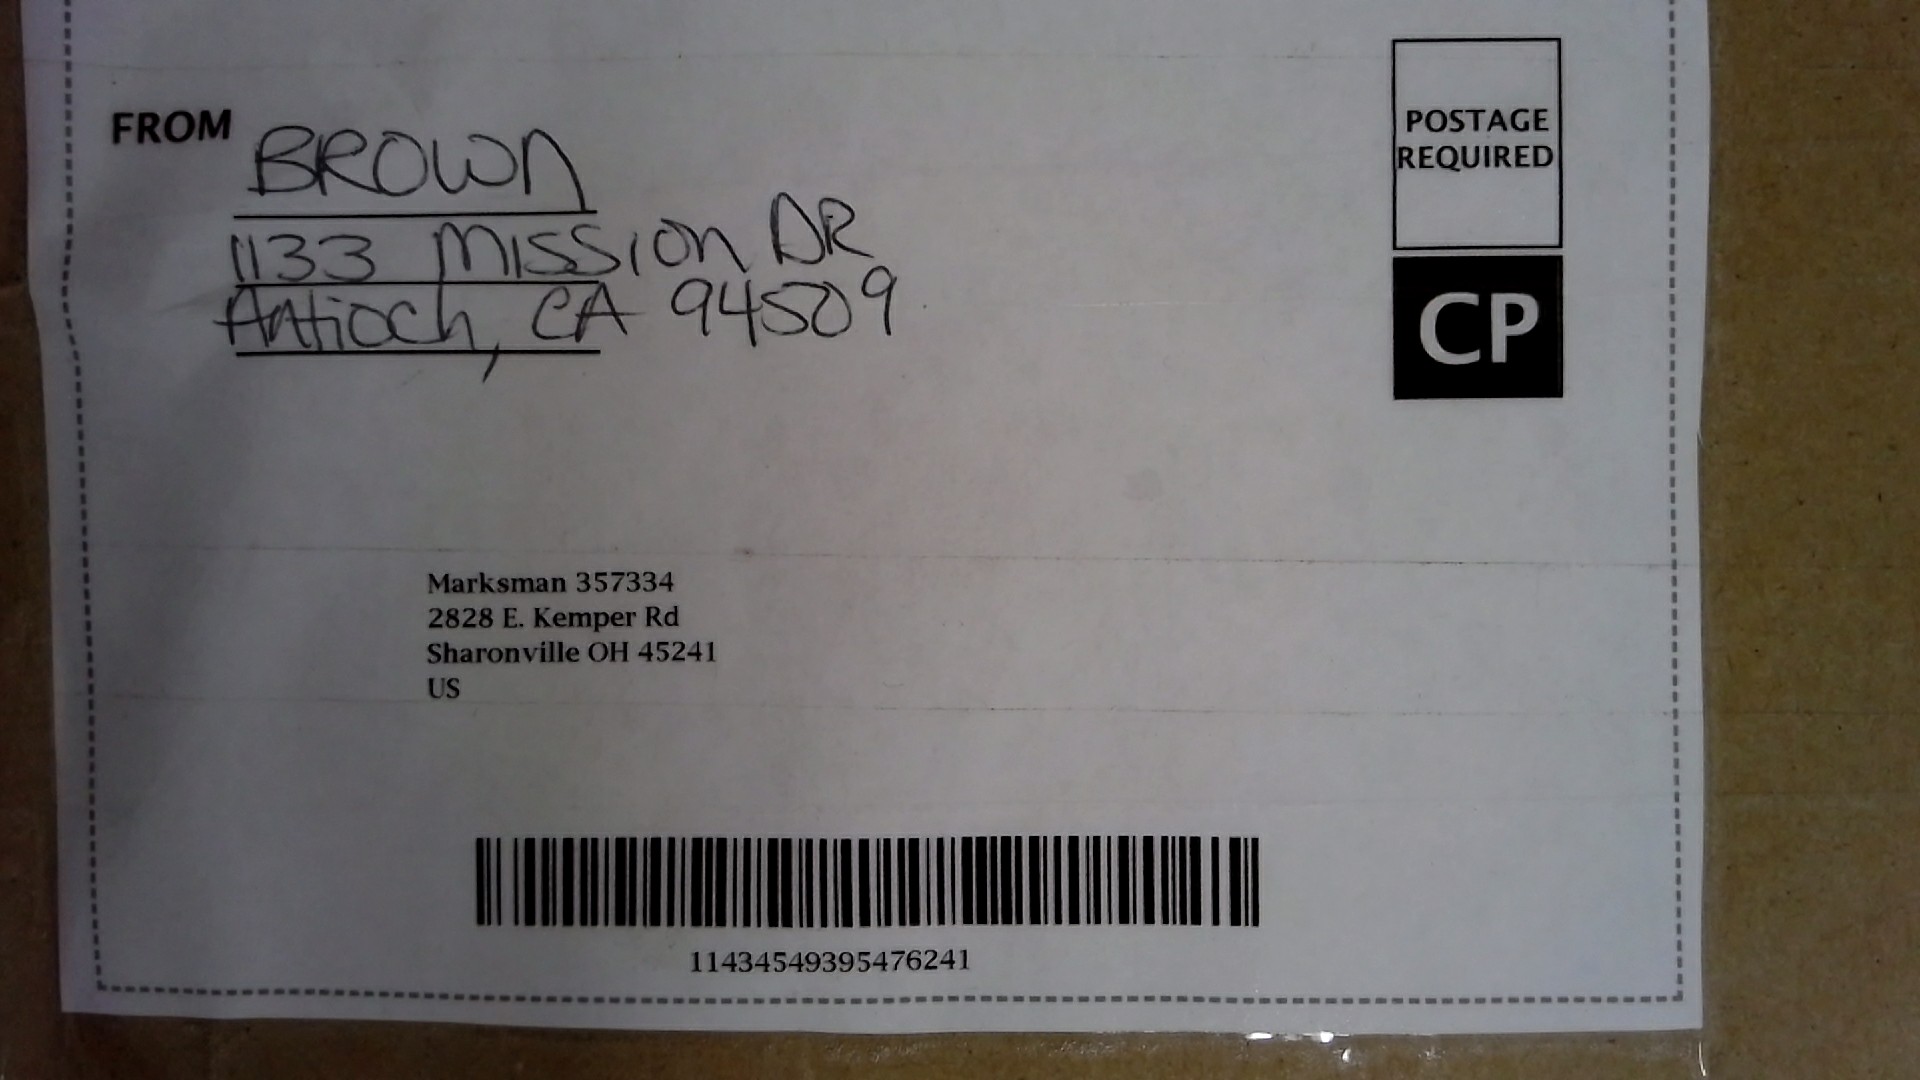 FROM
BROWN
1133 MISSION DR
Antioch, CA 94509
POSTAGE
REQUIRED
CP
Marksman 357334
2828 E. Kemper Rd
Sharonville OH 45241
US
11434549395476241